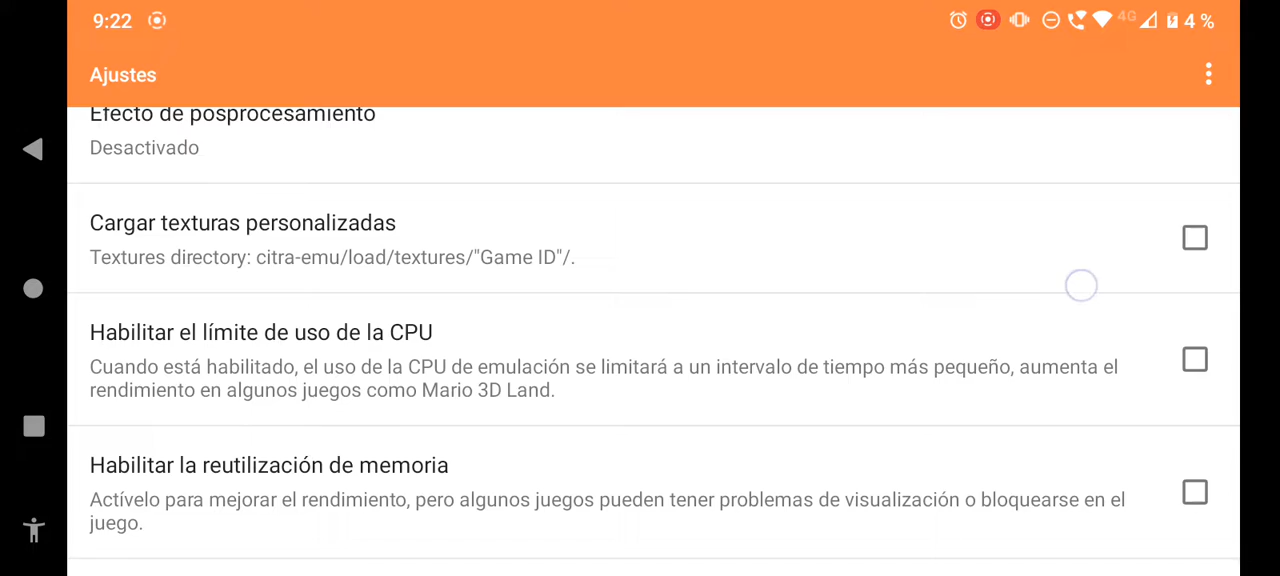 9:22
4G
4 %
Ajustes
Efecto de posprocesamiento
Desactivado
Cargar texturas personalizadas
Textures directory: citra-emu/load/textures/"Game ID"/.
Habilitar el límite de uso de la CPU
Cuando está habilitado, el uso de la CPU de emulación se limitará a un intervalo de tiempo más pequeño, aumenta el
rendimiento en algunos juegos como Mario 3D Land.
Habilitar la reutilización de memoria
Actívelo para mejorar el rendimiento, pero algunos juegos pueden tener problemas de visualización o bloquearse en el
juego.